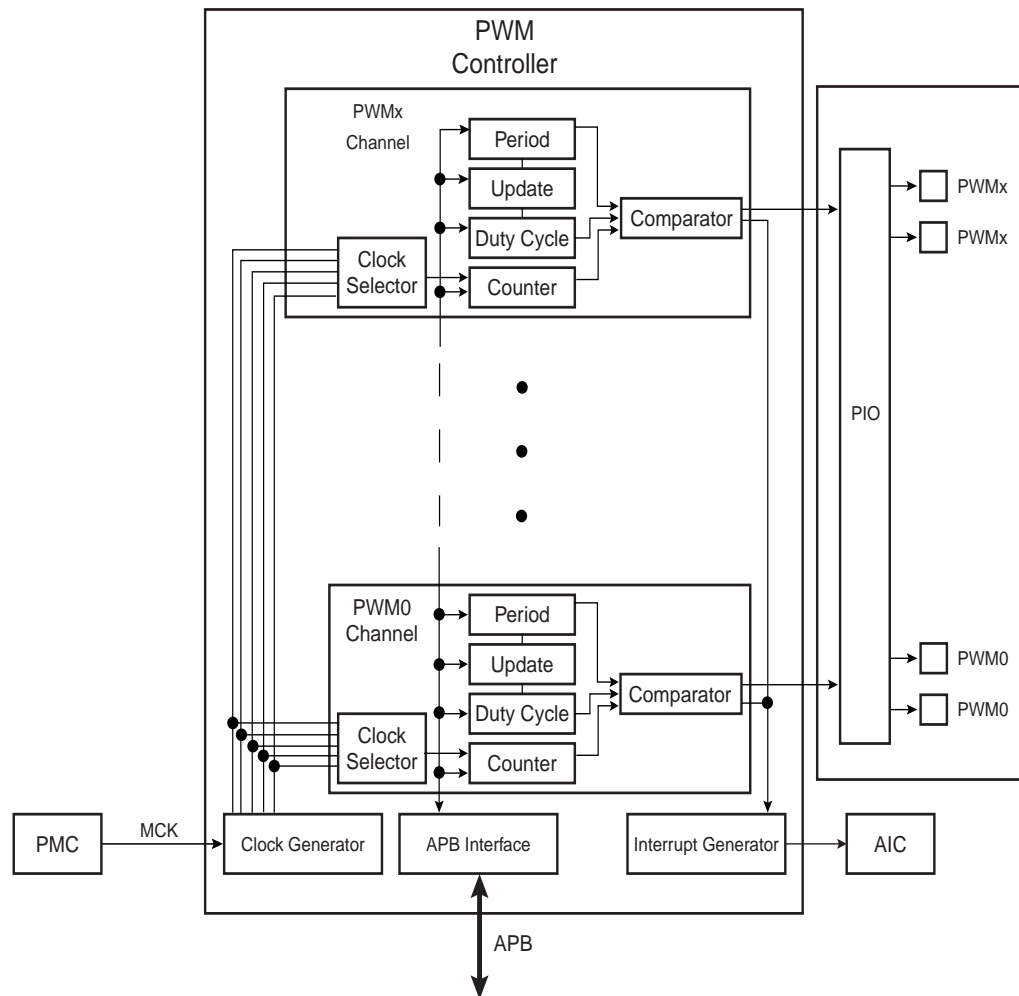 PWM
Controller
PWMx
Channel
Period
Update
Duty Cycle
Counter
Clock
Selector
Comparator
PIO
PWMx
PWMx
PWM0
Channel
Period
Update
Duty Cycle
Counter
Clock
Selector
Comparator
PWM0
PWM0
PMC
MCK
Clock Generator
APB Interface
Interrupt Generator
AIC
APB